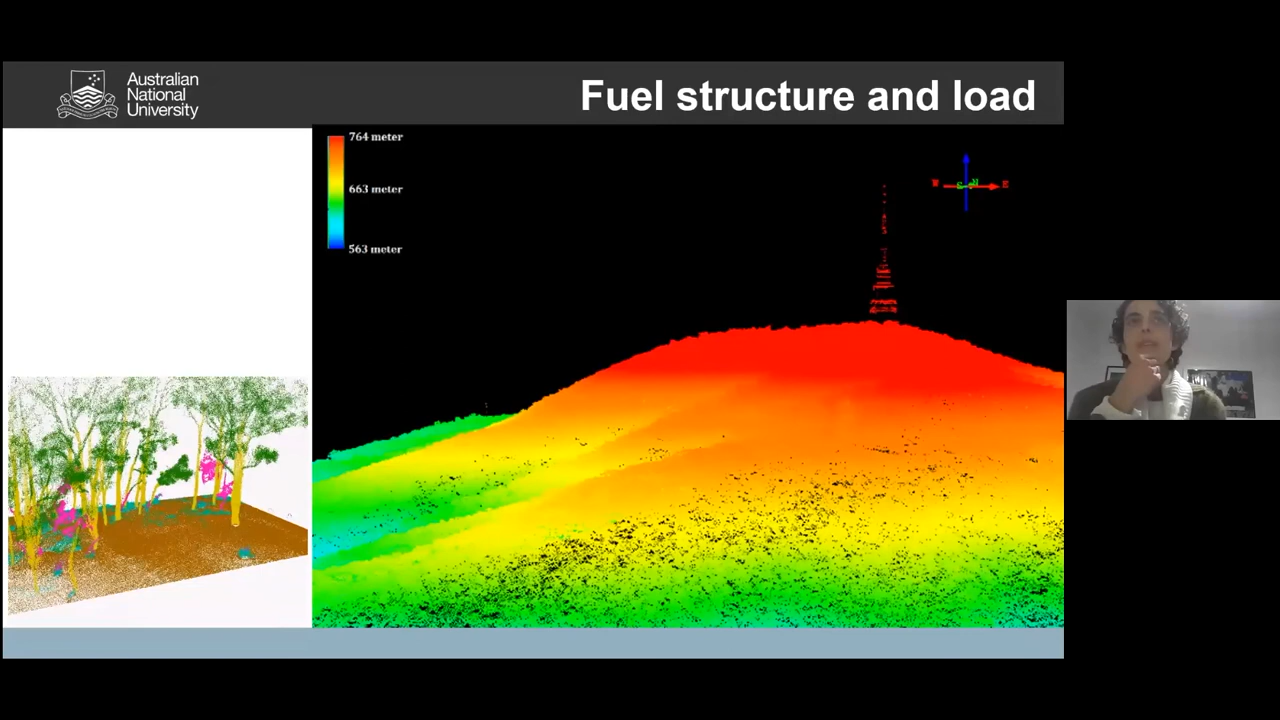 Australian
National
University
Fuel structure and load
764 meter
663 meter
563 meter